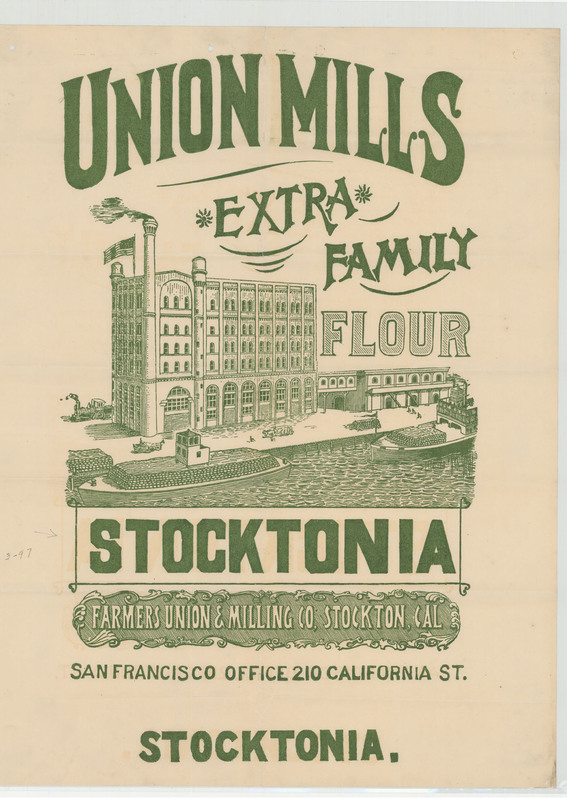 UNION MILLS
*EXTRA*
FAMILY
FLOUR
STOCKTONIA
FARMERS UNION & MILLING CO, STOCKTON, CAL
SAN FRANCISCO OFFICE 210 CALIFORNIA ST.
3-97
STOCKTONIA.